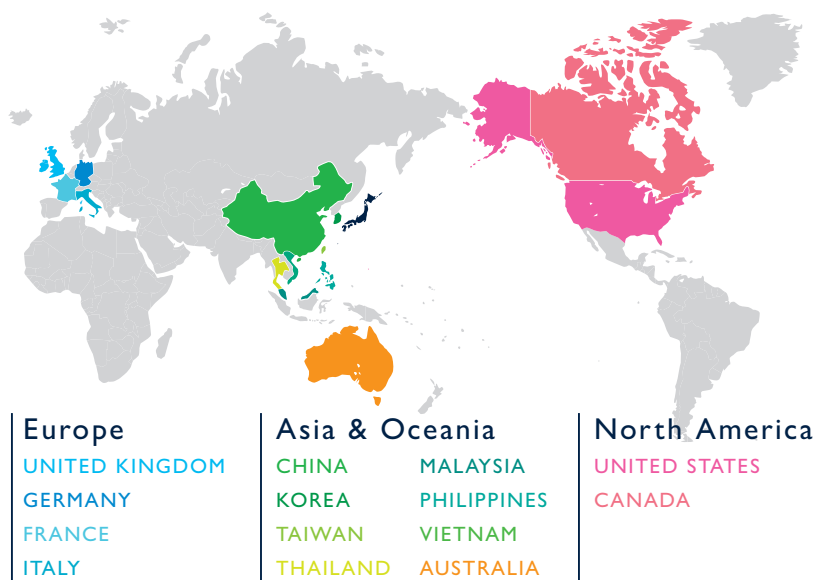 Europe
UNITED KINGDOM
GERMANY
FRANCE
ITALY
Asia & Oceania
CHINA
KOREA
TAIWAN
THAILAND
MALAYSIA
PHILIPPINES
VIETNAM
AUSTRALIA
North America
UNITED STATES
CANADA